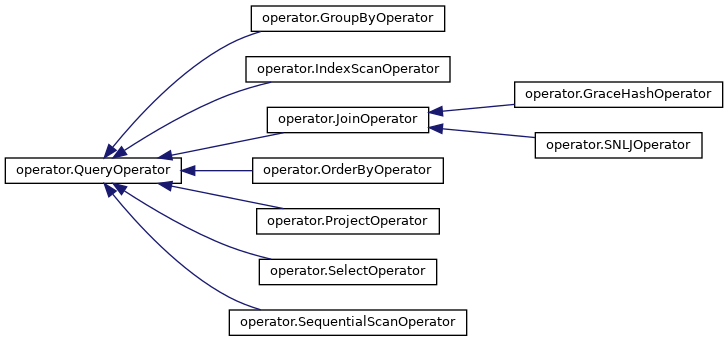 operator.GroupByOperator
operator.IndexScanOperator
operator.GraceHashOperator
operator.JoinOperator
operator.SNLJOperator
operator.QueryOperator
operator.OrderByOperator
operator.ProjectOperator
operator.SelectOperator
operator.SequentialScanOperator